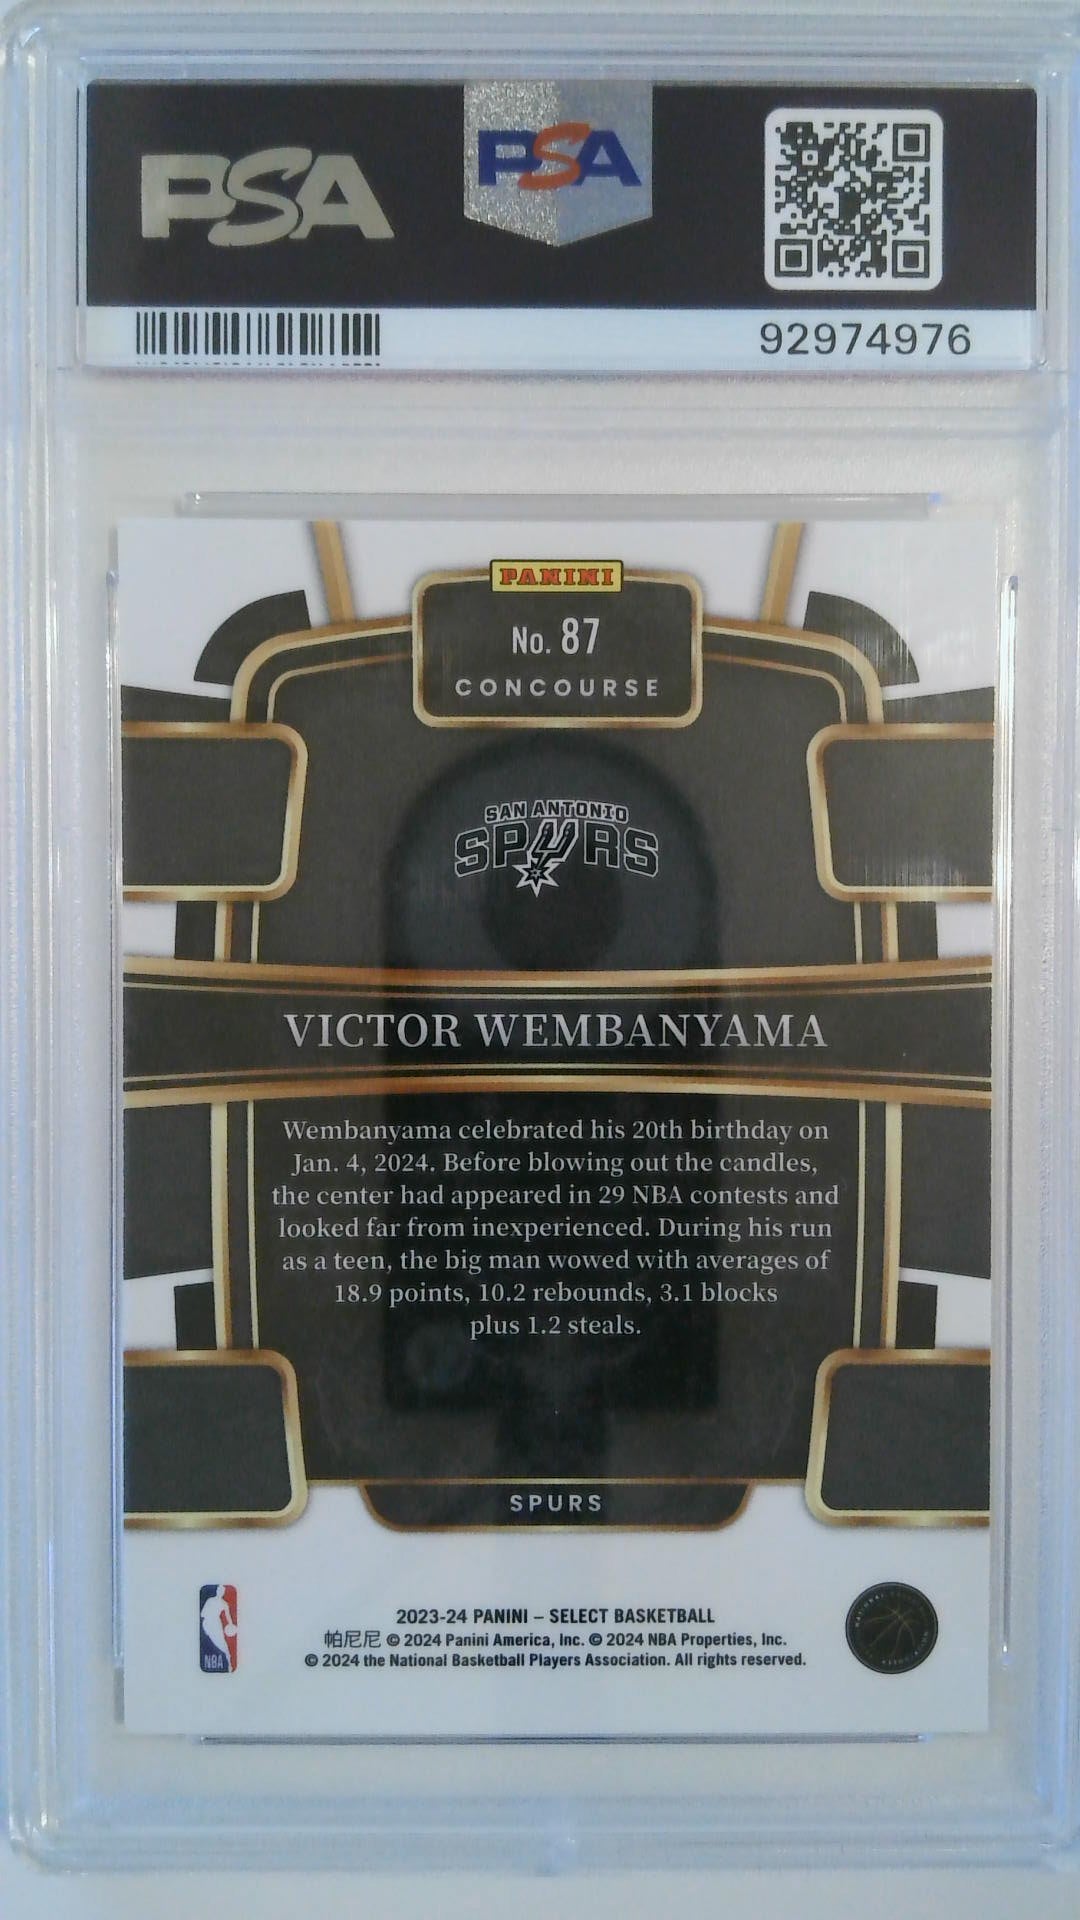 PSA
PSA
92974976
PANINI
No. 87
CONCOURSE
SAN ANTONIO
SPURS
VICTOR WEMBANYAMA
Wembanyama celebrated his 20th birthday on
Jan. 4, 2024. Before blowing out the candles,
the center had appeared in 29 NBA contests and
looked far from inexperienced. During his run
as a teen, the big man wowed with averages of
18.9 points, 10.2 rebounds, 3.1 blocks
plus 1.2 steals.
SPURS
NBA
2023-24 PANINI – SELECT BASKETBALL
帕尼尼 © 2024 Panini America, Inc. © 2024 NBA Properties, Inc.
© 2024 the National Basketball Players Association. All rights reserved.